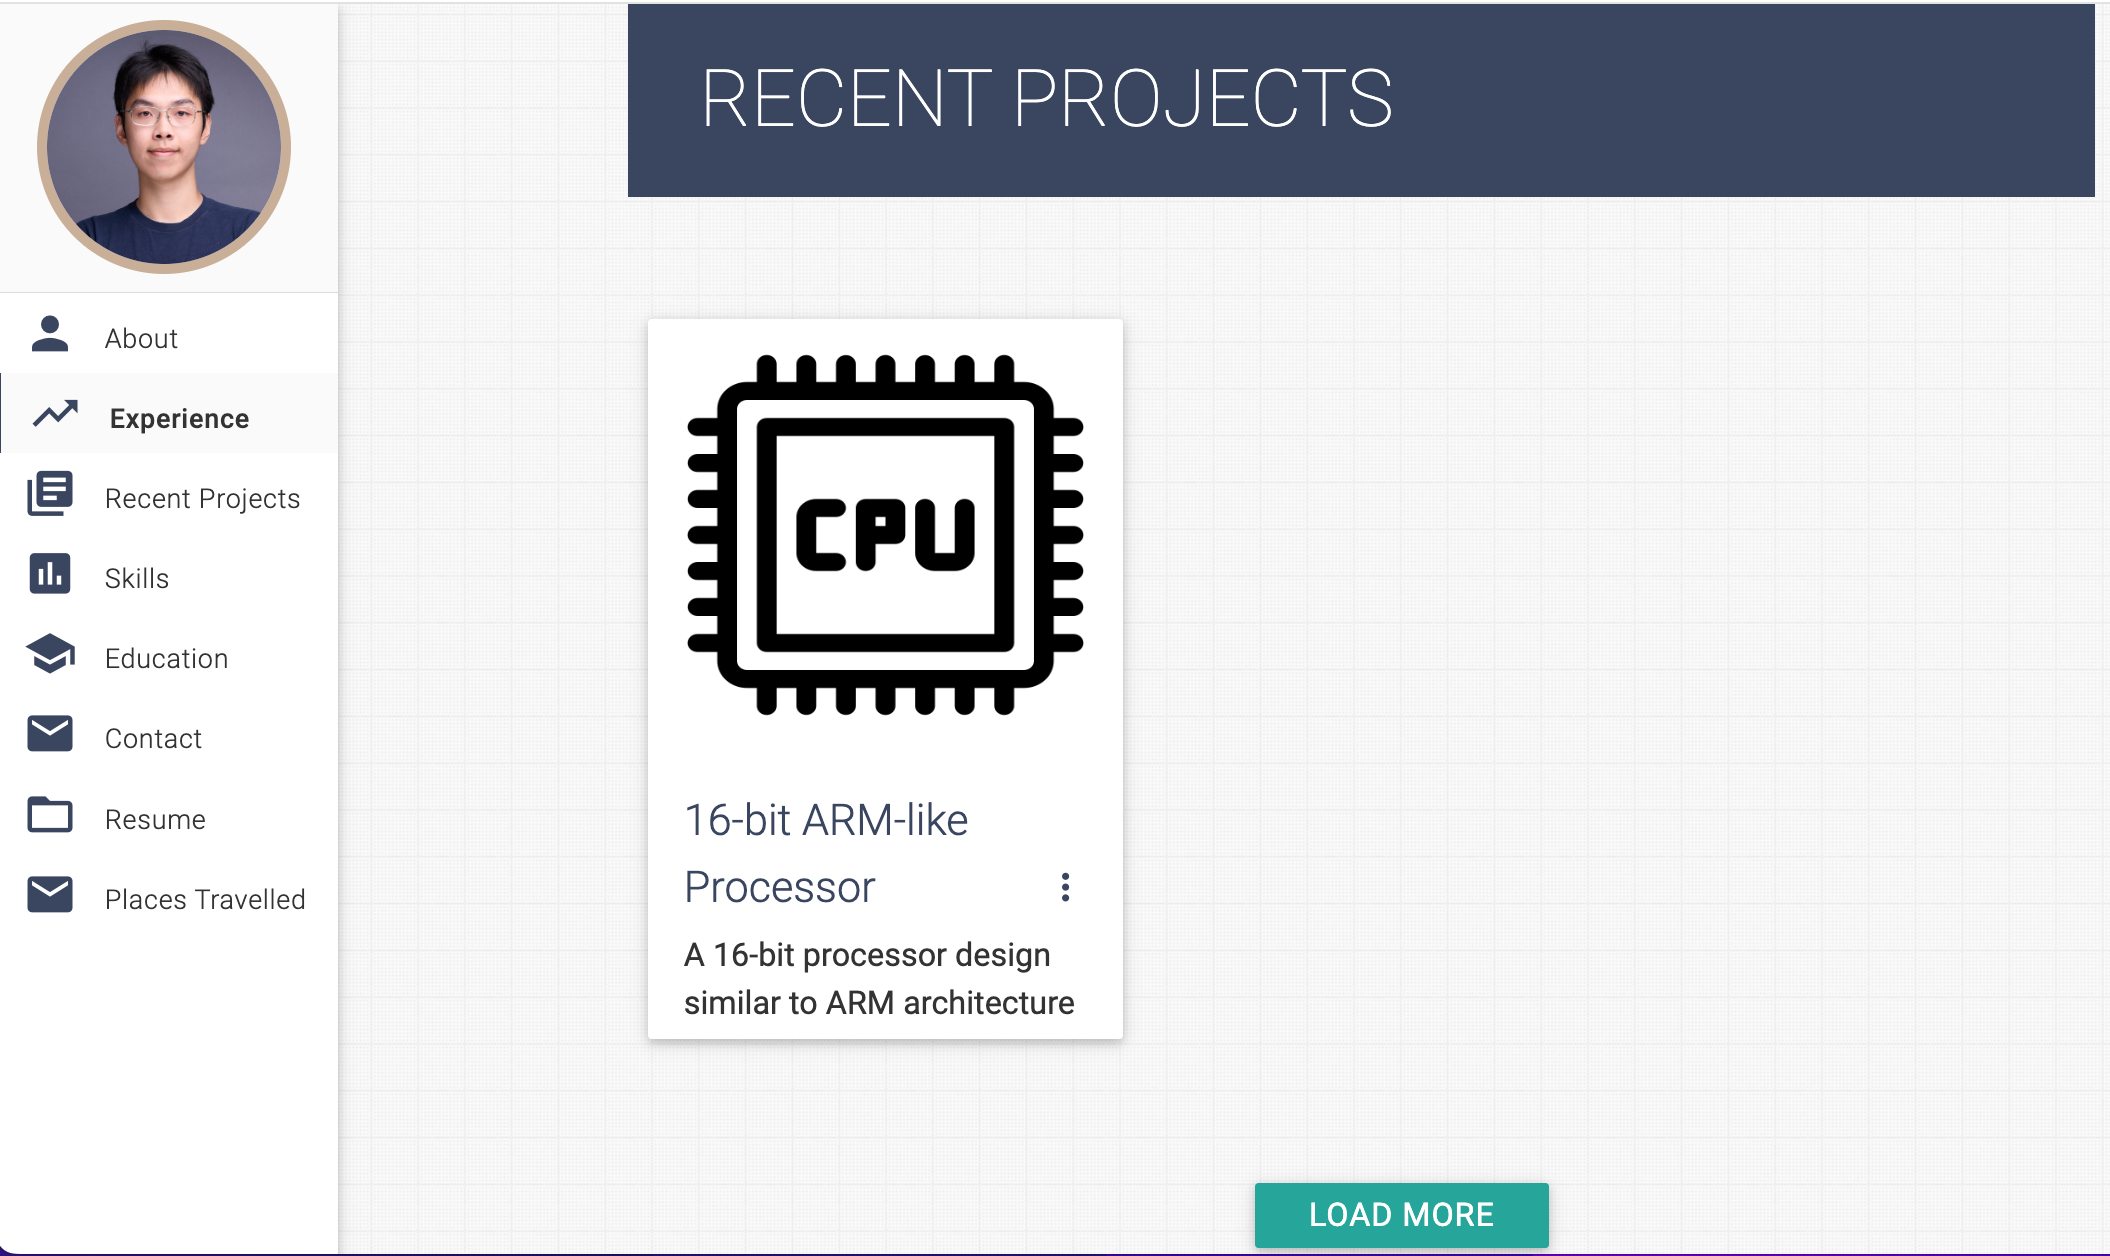 About
Experience
Recent Projects
Skills
Education
Contact
Resume
Places Travelled
RECENT PROJECTS
CPU
16-bit ARM-like
Processor
A 16-bit processor design
similar to ARM architecture
LOAD MORE